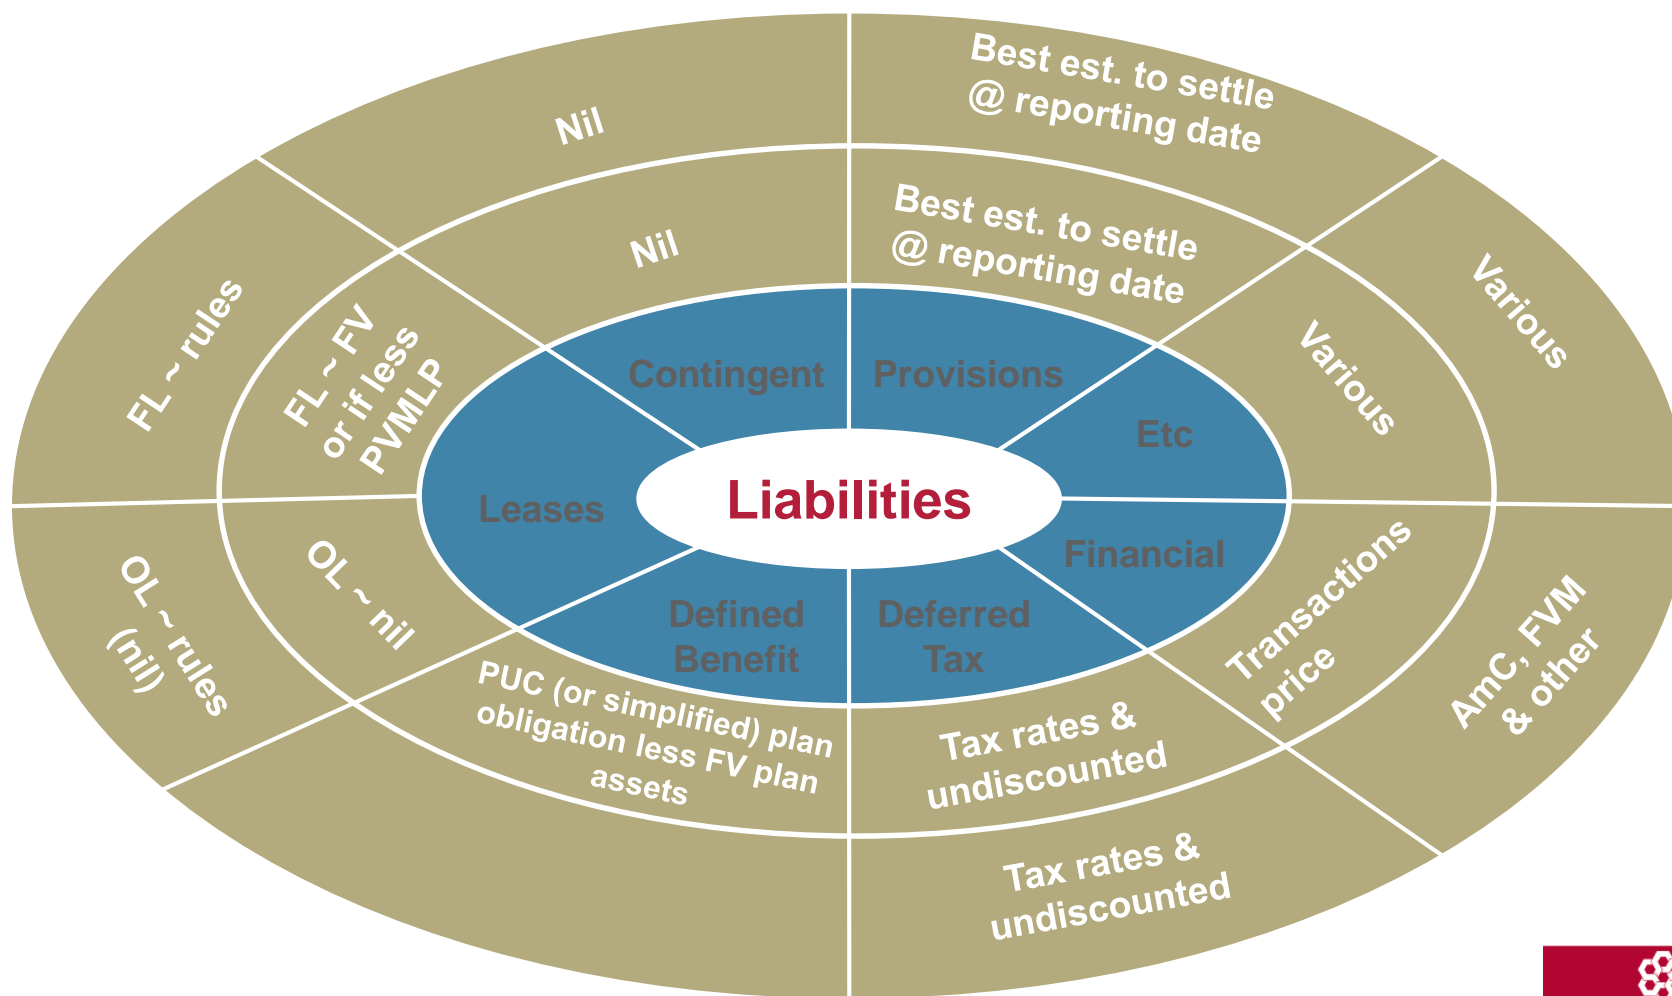 Best est. to settle
@ reporting date
Nil
Best est. to settle
@ reporting date
Nil
Various
Various
FL ~ rules
FL ~ FV
or if less
PVMLP
Contingent
Provisions
Etc
Liabilities
Leases
Financial
Defined
Benefit
Deferred
Tax
OL ~ rules
(nil)
OL ~ nil
PUC (or simplified) plan
obligation less FV plan
assets
Tax rates &
undiscounted
Transactions
price
AmC, FVM
& other
Tax rates &
undiscounted